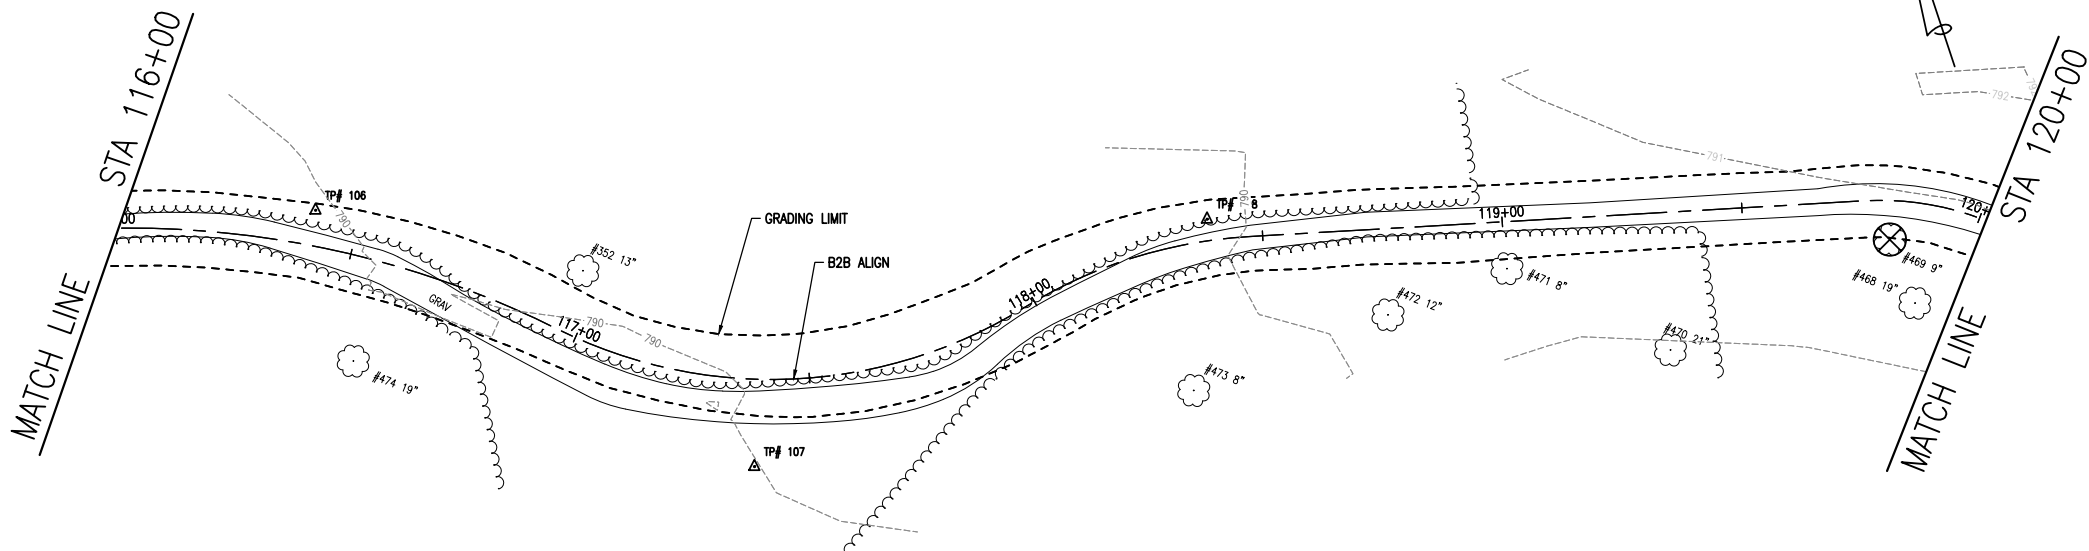 STA 116+00
MATCH LINE
00
TP# 106
790
GRAV
#474 19"
#352 13"
790
117+00
790
GRADING LIMIT
B2B ALIGN
TP# 107
118+00
TP# 8
790
#473 8"
#472 12"
119+00
#471 8"
791
#470 21"
#469 9"
#468 19"
792
120+
STA 120+00
MATCH LINE